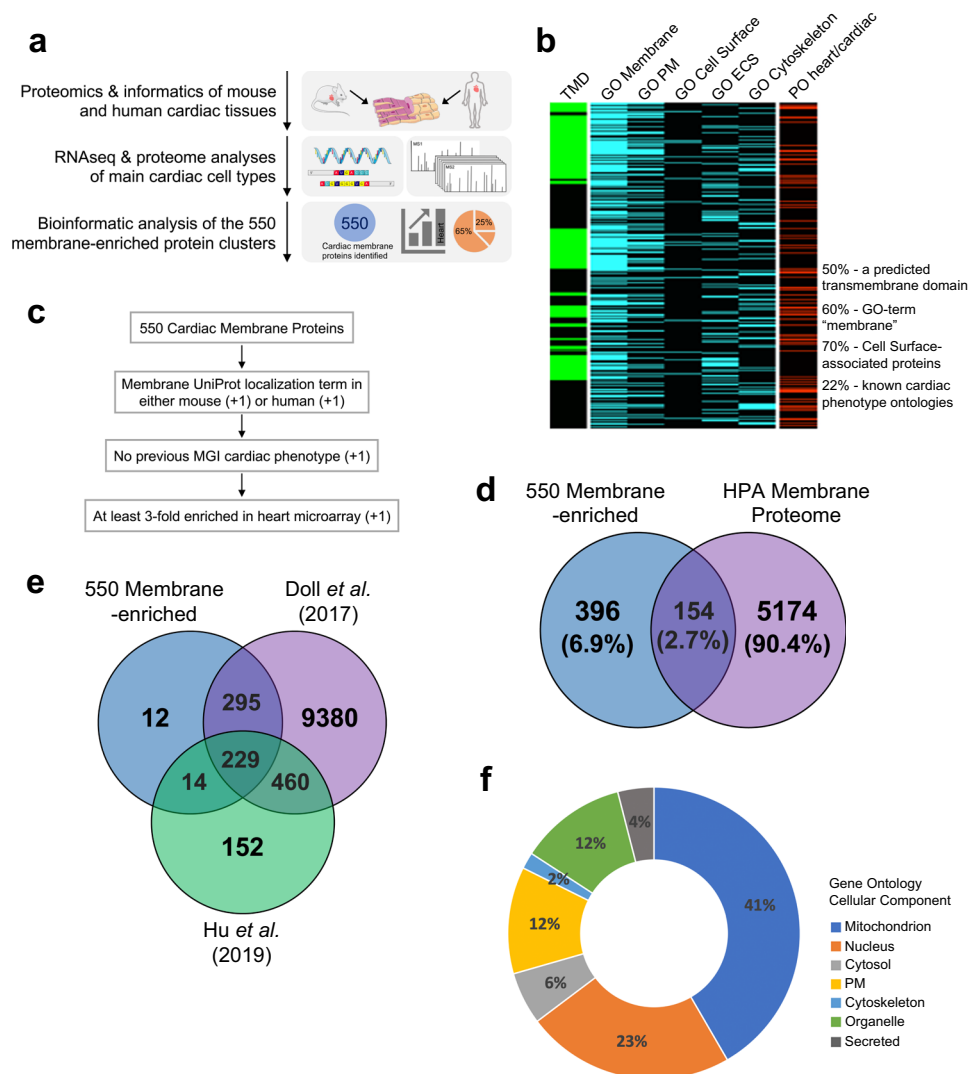 a
Proteomics & informatics of mouse
and human cardiac tissues
RNAseq & proteome analyses
of main cardiac cell types
MS1
MS2
Bioinformatic analysis of the 550
membrane-enriched protein clusters
550
Cardiac membrane
proteins identified
Heart
25%
65%
b
TMD
GO Membrane
GO PM
GO Cell Surface
GO ECS
GO Cytoskeleton
PO heart/cardiac
50% - a predicted
transmembrane domain
60% - GO-term
“membrane”
70% - Cell Surface-
associated proteins
22% - known cardiac
phenotype ontologies
c
550 Cardiac Membrane Proteins
Membrane UniProt localization term in
either mouse (+1) or human (+1)
No previous MGI cardiac phenotype (+1)
At least 3-fold enriched in heart microarray (+1)
d
550 Membrane
-enriched
HPA Membrane
Proteome
396
(6.9%)
154
(2.7%)
5174
(90.4%)
e
550 Membrane
-enriched
Doll et al.
(2017)
12
295
9380
229
14
460
152
Hu et al.
(2019)
f
4%
12%
2%
41%
12%
6%
23%
Gene Ontology
Cellular Component
Mitochondrion
Nucleus
Cytosol
PM
Cytoskeleton
Organelle
Secreted